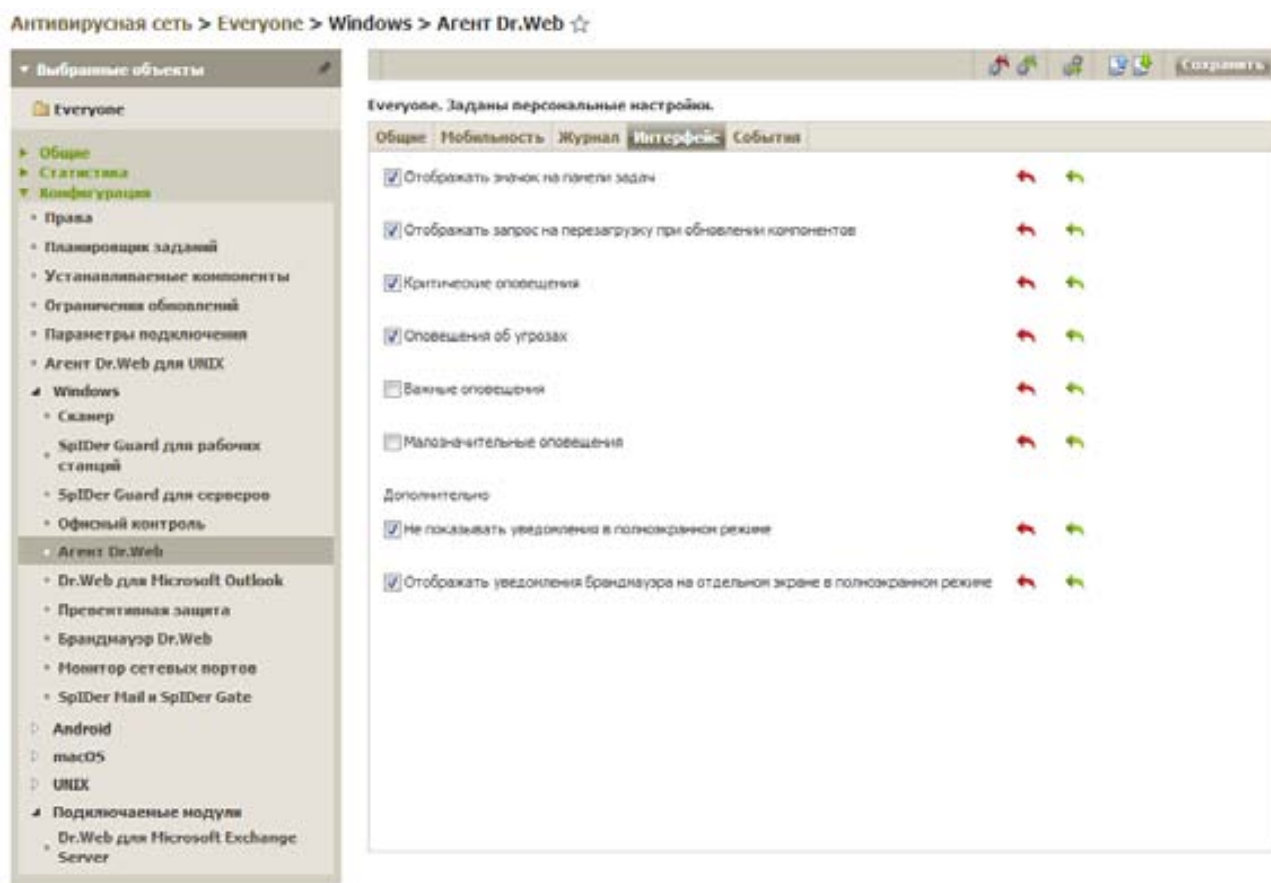 Антивирусная сеть > Everyone > Windows > Агент Dr.Web ☆
Выбранные объекты
Everyone
Общие
Статистика
Конфигурация
Права
Планировщик заданий
Устанавливаемые компоненты
Ограничения обновлений
Параметры подключения
Агент Dr.Web для UNIX
Windows
Сканер
SpIDer Guard для рабочих
станций
SpIDer Guard для серверов
Офисный контроль
Агент Dr.Web
Dr.Web для Microsoft Outlook
Превентивная защита
Брандмауэр Dr.Web
Монитор сетевых портов
SpIDer Mail и SpIDer Gate
Android
macOS
UNIX
Подключаемые модули
Dr.Web для Microsoft Exchange
Server
Сохранить
Everyone. Заданы персональные настройки.
Общие Мобильность Журнал Интерфейс События
Отображать значок на панели задач
Отображать запрос на перезагрузку при обновлении компонентов
Критические оповещения
Оповещения об угрозах
Важные оповещения
Малозначительные оповещения
Дополнительно
Не показывать уведомления в полноэкранном режиме
Отображать уведомления Брандмауэра на отдельном экране в полноэкранном режиме